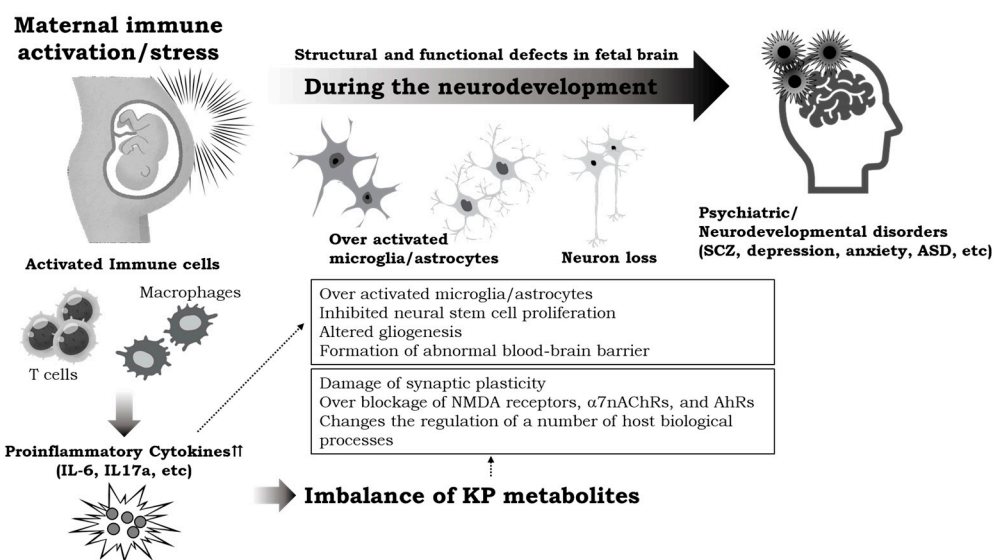 Maternal immune
activation/stress
Structural and functional defects in fetal brain
During the neurodevelopment
Over activated
microglia/astrocytes
Neuron loss
Psychiatric/
Neurodevelopmental disorders
(SCZ, depression, anxiety, ASD, etc)
Activated Immune cells
Macrophages
T cells
Over activated microglia/astrocytes
Inhibited neural stem cell proliferation
Altered gliogenesis
Formation of abnormal blood-brain barrier
Damage of synaptic plasticity
Over blockage of NMDA receptors, α7nAChRs, and AhRs
Changes the regulation of a number of host biological
processes
Proinflammatory Cytokines⇈
(IL-6, IL17a, etc)
Imbalance of KP metabolites